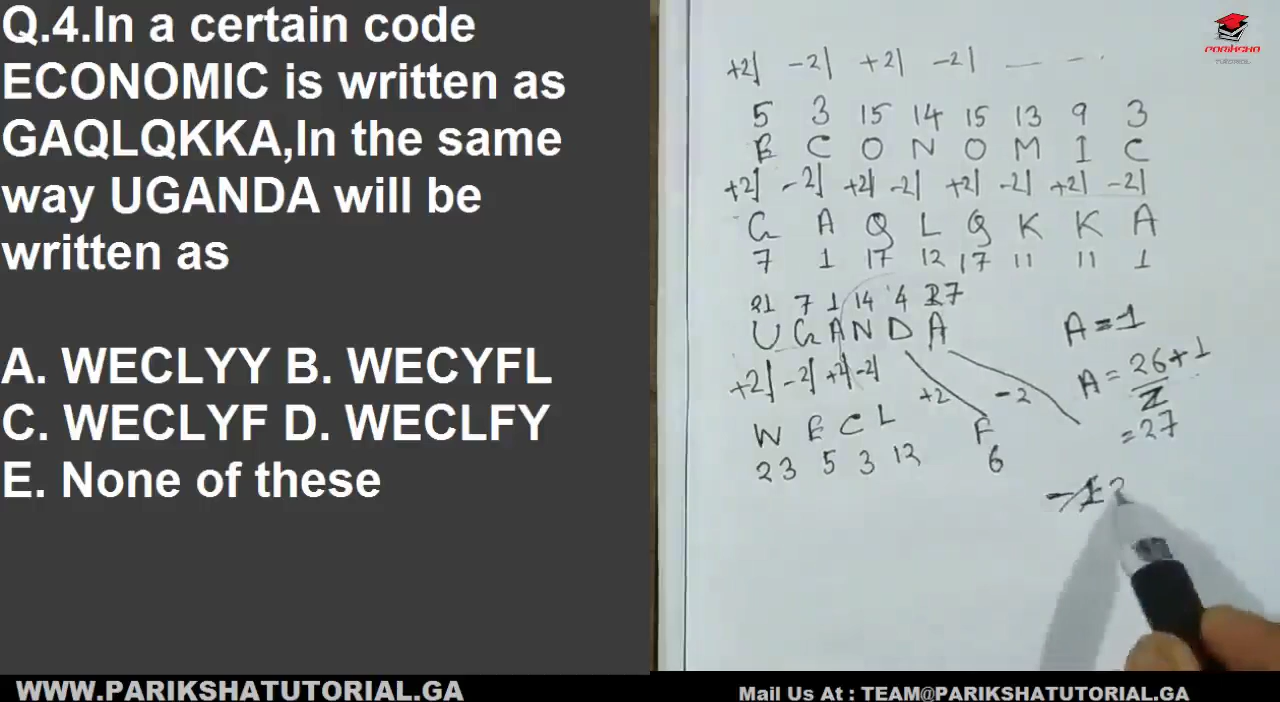 Q.4.In a certain code
ECONOMIC is written as
GAQLQKKA,In the same
way UGANDA will be
written as
A. WECLYY B. WECYFL
C. WECLYF D. WECLFY
E. None of these
PARIKSHA
TUTORIAL
+2| -2| +2| -2| — - ..
5 3 15 14 15 13 9 3
E C O N O M I C
+2| -2| +2| -2| +2| -2| +2| -2|
G A Q L Q K K A
7 1 17 12 17 11 11 1
21 7 1 14 4 27
U G A N D A
A = 1
+2| -2| +2| -2| +2 -2
A = 26+1
Z
= 27
W E C L F
23 5 3 12 6
WWW.PARIKSHATUTORIAL.GA
Mail Us At : TEAM@PARIKSHATUTORIAL.GA